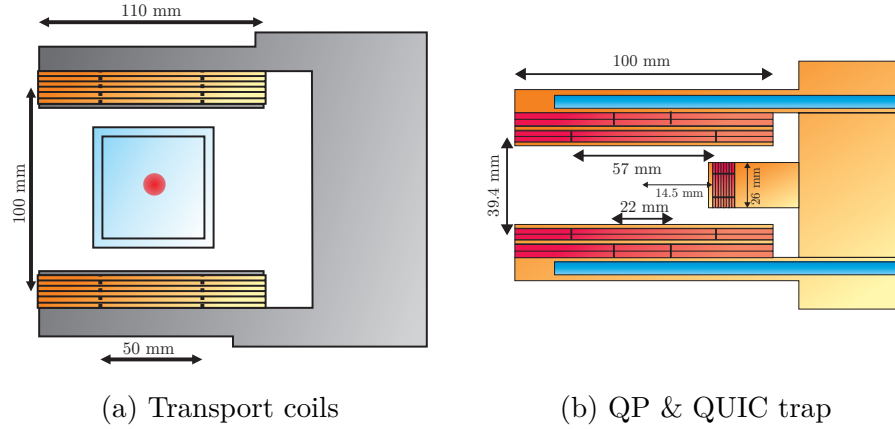 110 mm
100 mm
50 mm
(a) Transport coils
100 mm
57 mm
14.5 mm
26 mm
39.4 mm
22 mm
(b) QP & QUIC trap